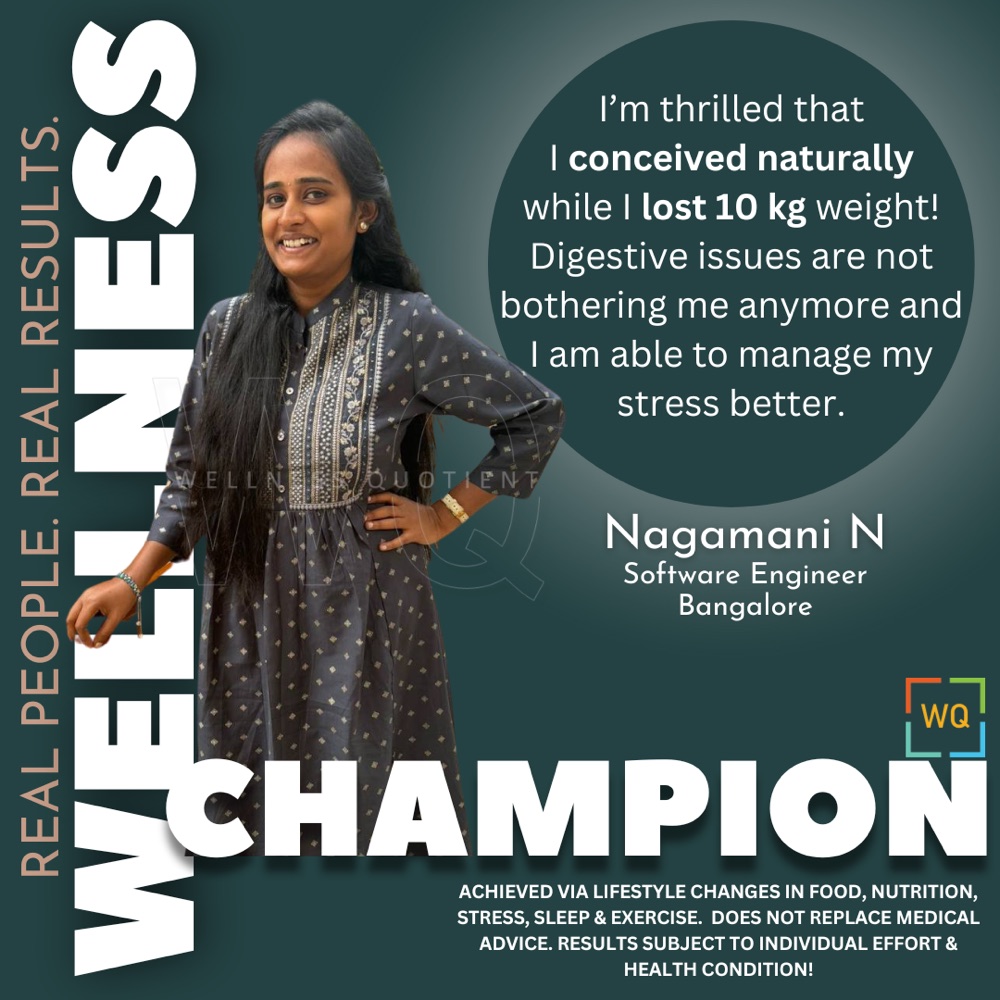 REAL PEOPLE. REAL RESULTS.
WELLNESS
I’m thrilled that
I conceived naturally
while I lost 10 kg weight!
Digestive issues are not
bothering me anymore and
I am able to manage my
stress better.
Nagamani N
Software Engineer
Bangalore
WELLNESS QUOTIENT
WQ
WQ
CHAMPION
ACHIEVED VIA LIFESTYLE CHANGES IN FOOD, NUTRITION,
STRESS, SLEEP & EXERCISE. DOES NOT REPLACE MEDICAL
ADVICE. RESULTS SUBJECT TO INDIVIDUAL EFFORT &
HEALTH CONDITION!